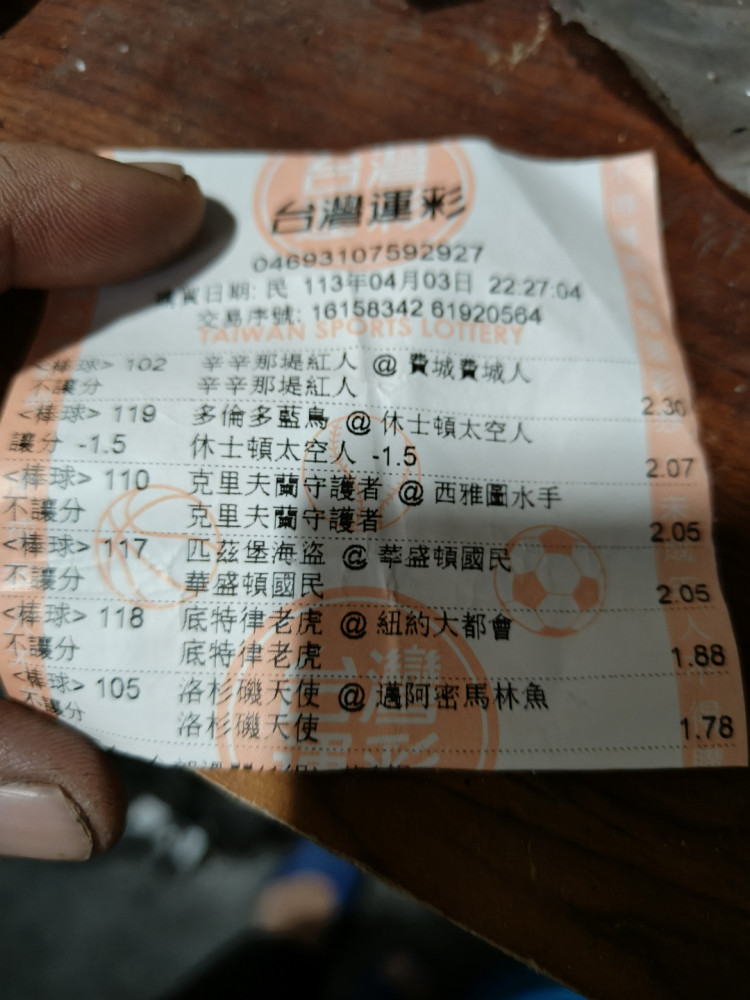 台灣運彩
04693107592927
日期: 民 113年04月03日 22:27:04
交易序號: 16158342 61920564
TAIWAN SPORTS LOTTERY
<棒球> 102 辛辛那堤紅人 @ 費城費城人
不讓分 辛辛那堤紅人 2.30
<棒球> 119 多倫多藍鳥 @ 休士頓太空人
讓分 -1.5 休士頓太空人 -1.5 2.07
<棒球> 110 克里夫蘭守護者 @ 西雅圖水手
不讓分 克里夫蘭守護者 2.05
<棒球> 117 匹茲堡海盜 @ 華盛頓國民
不讓分 華盛頓國民 2.05
<棒球> 118 底特律老虎 @ 紐約大都會
不讓分 底特律老虎 1.88
<棒球> 105 洛杉磯天使 @ 邁阿密馬林魚
不讓分 洛杉磯天使 1.78
台灣運彩